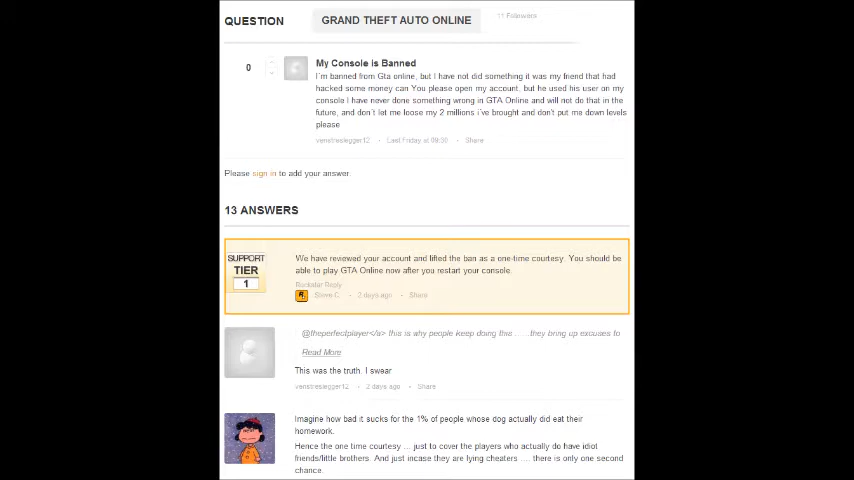 QUESTION
GRAND THEFT AUTO ONLINE
11 Followers
0
My Console is Banned
I`m banned from Gta online, but I have not did something it was my friend that had
hacked some money can You please open my account, but he used his user on my
console I have never done something wrong in GTA Online and will not do that in the
future, and don´t let me loose my 2 millions i´ve brought and don't put me down levels
please
Last Friday at 09:00 • Share
Please sign in to add your answer.
13 ANSWERS
SUPPORT
TIER
1
We have reviewed your account and lifted the ban as a one-time courtesy. You should be
able to play GTA Online now after you restart your console.
Rockstar Reply
Steve C • 2 days ago • Share
@theperfectplayer</a> this is why people keep doing this......they bring up excuses to
Read More
This was the truth. I swear
2 days ago • Share
Imagine how bad it sucks for the 1% of people whose dog actually did eat their
homework.
Hence the one time courtesy ... just to cover the players who actually do have idiot
friends/little brothers. And just incase they are lying cheaters ..... there is only one second
chance.